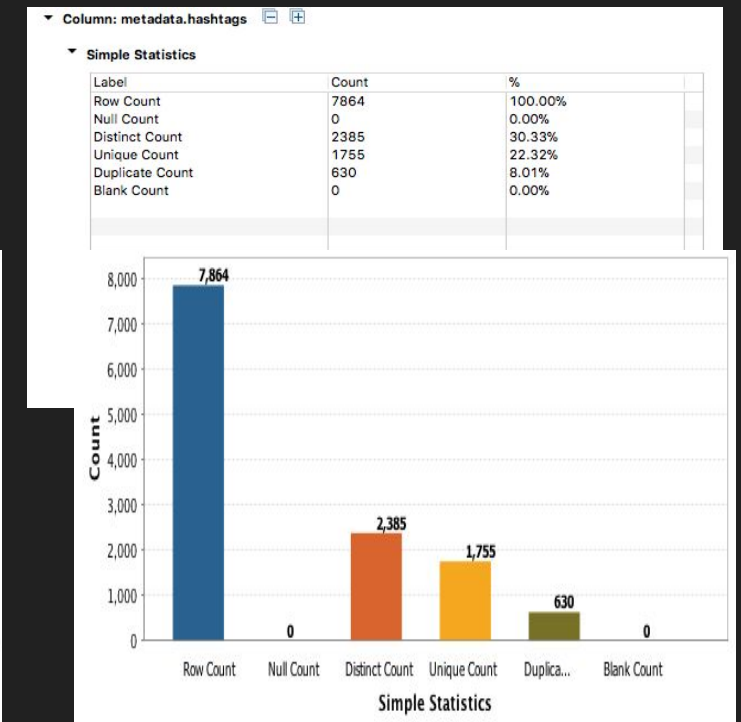 Column: metadata.hashtags
Simple Statistics
Label Count %
Row Count 7864 100.00%
Null Count 0 0.00%
Distinct Count 2385 30.33%
Unique Count 1755 22.32%
Duplicate Count 630 8.01%
Blank Count 0 0.00%
8,000
7,000
6,000
5,000
4,000
3,000
2,000
1,000
0
Count
7,864
0
2,385
1,755
630
0
Row Count Null Count Distinct Count Unique Count Duplica... Blank Count
Simple Statistics